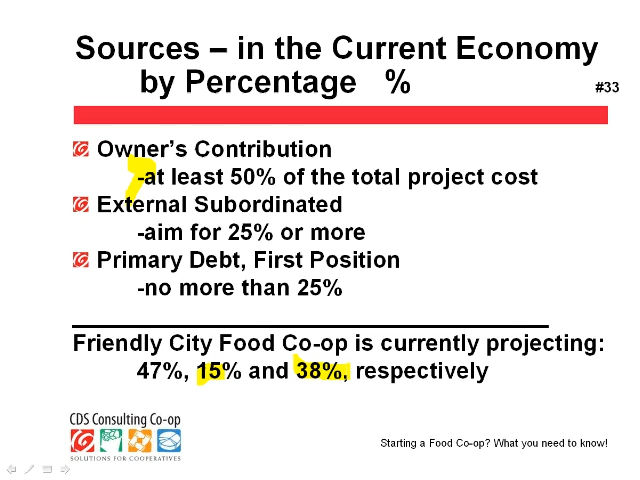 Sources – in the Current Economy
by Percentage %
#33
Owner's Contribution
-at least 50% of the total project cost
External Subordinated
-aim for 25% or more
Primary Debt, First Position
-no more than 25%
Friendly City Food Co-op is currently projecting:
47%, 15% and 38%, respectively
CDS Consulting Co-op
SOLUTIONS FOR COOPERATIVES
Starting a Food Co-op? What you need to know!